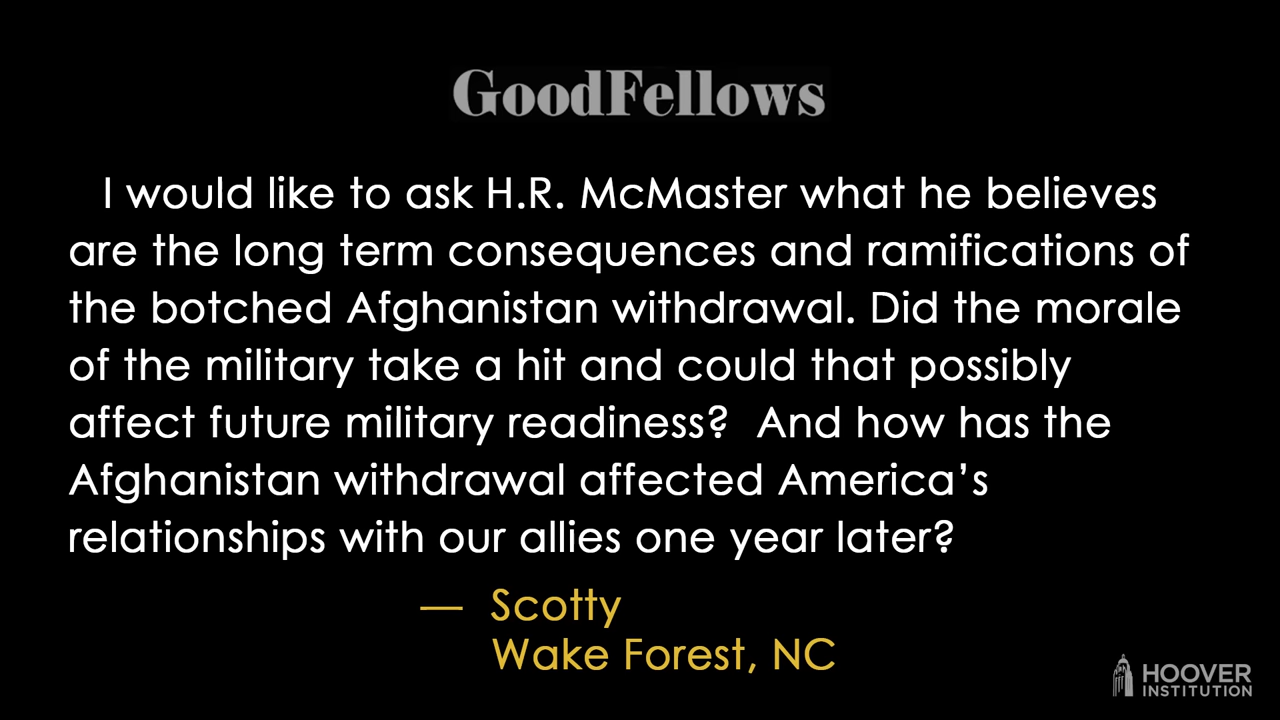 GoodFellows
I would like to ask H.R. McMaster what he believes
are the long term consequences and ramifications of
the botched Afghanistan withdrawal. Did the morale
of the military take a hit and could that possibly
affect future military readiness?  And how has the
Afghanistan withdrawal affected America’s
relationships with our allies one year later?
— Scotty
Wake Forest, NC
HOOVER
INSTITUTION